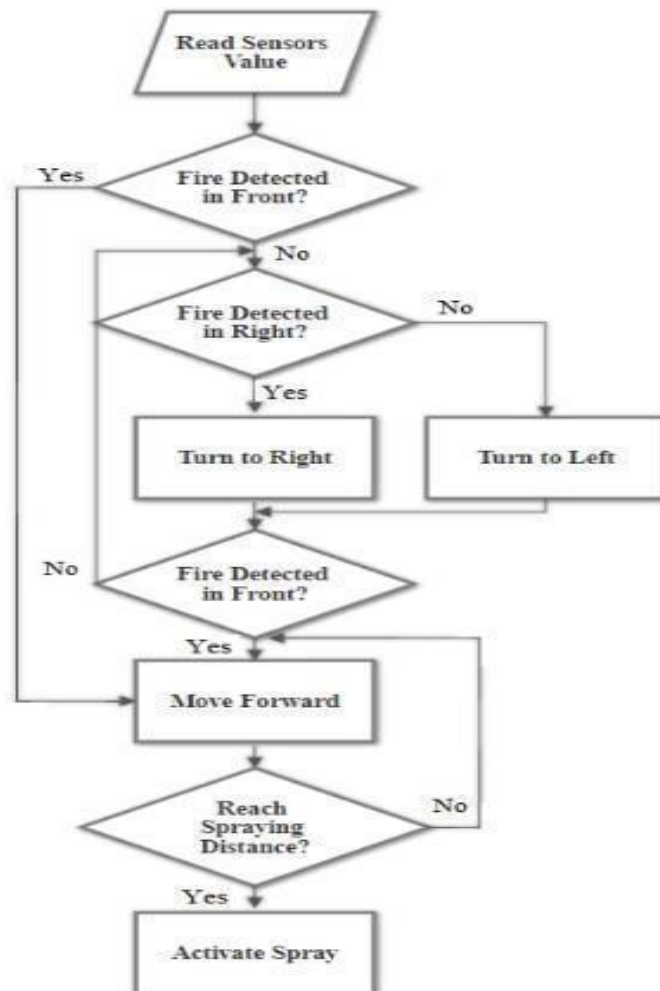 Read Sensors
Value
Yes
Fire Detected
in Front?
No
Fire Detected
in Right?
No
Yes
Turn to Right
Turn to Left
No
Fire Detected
in Front?
Yes
Move Forward
Reach
Spraying
Distance?
No
Yes
Activate Spray